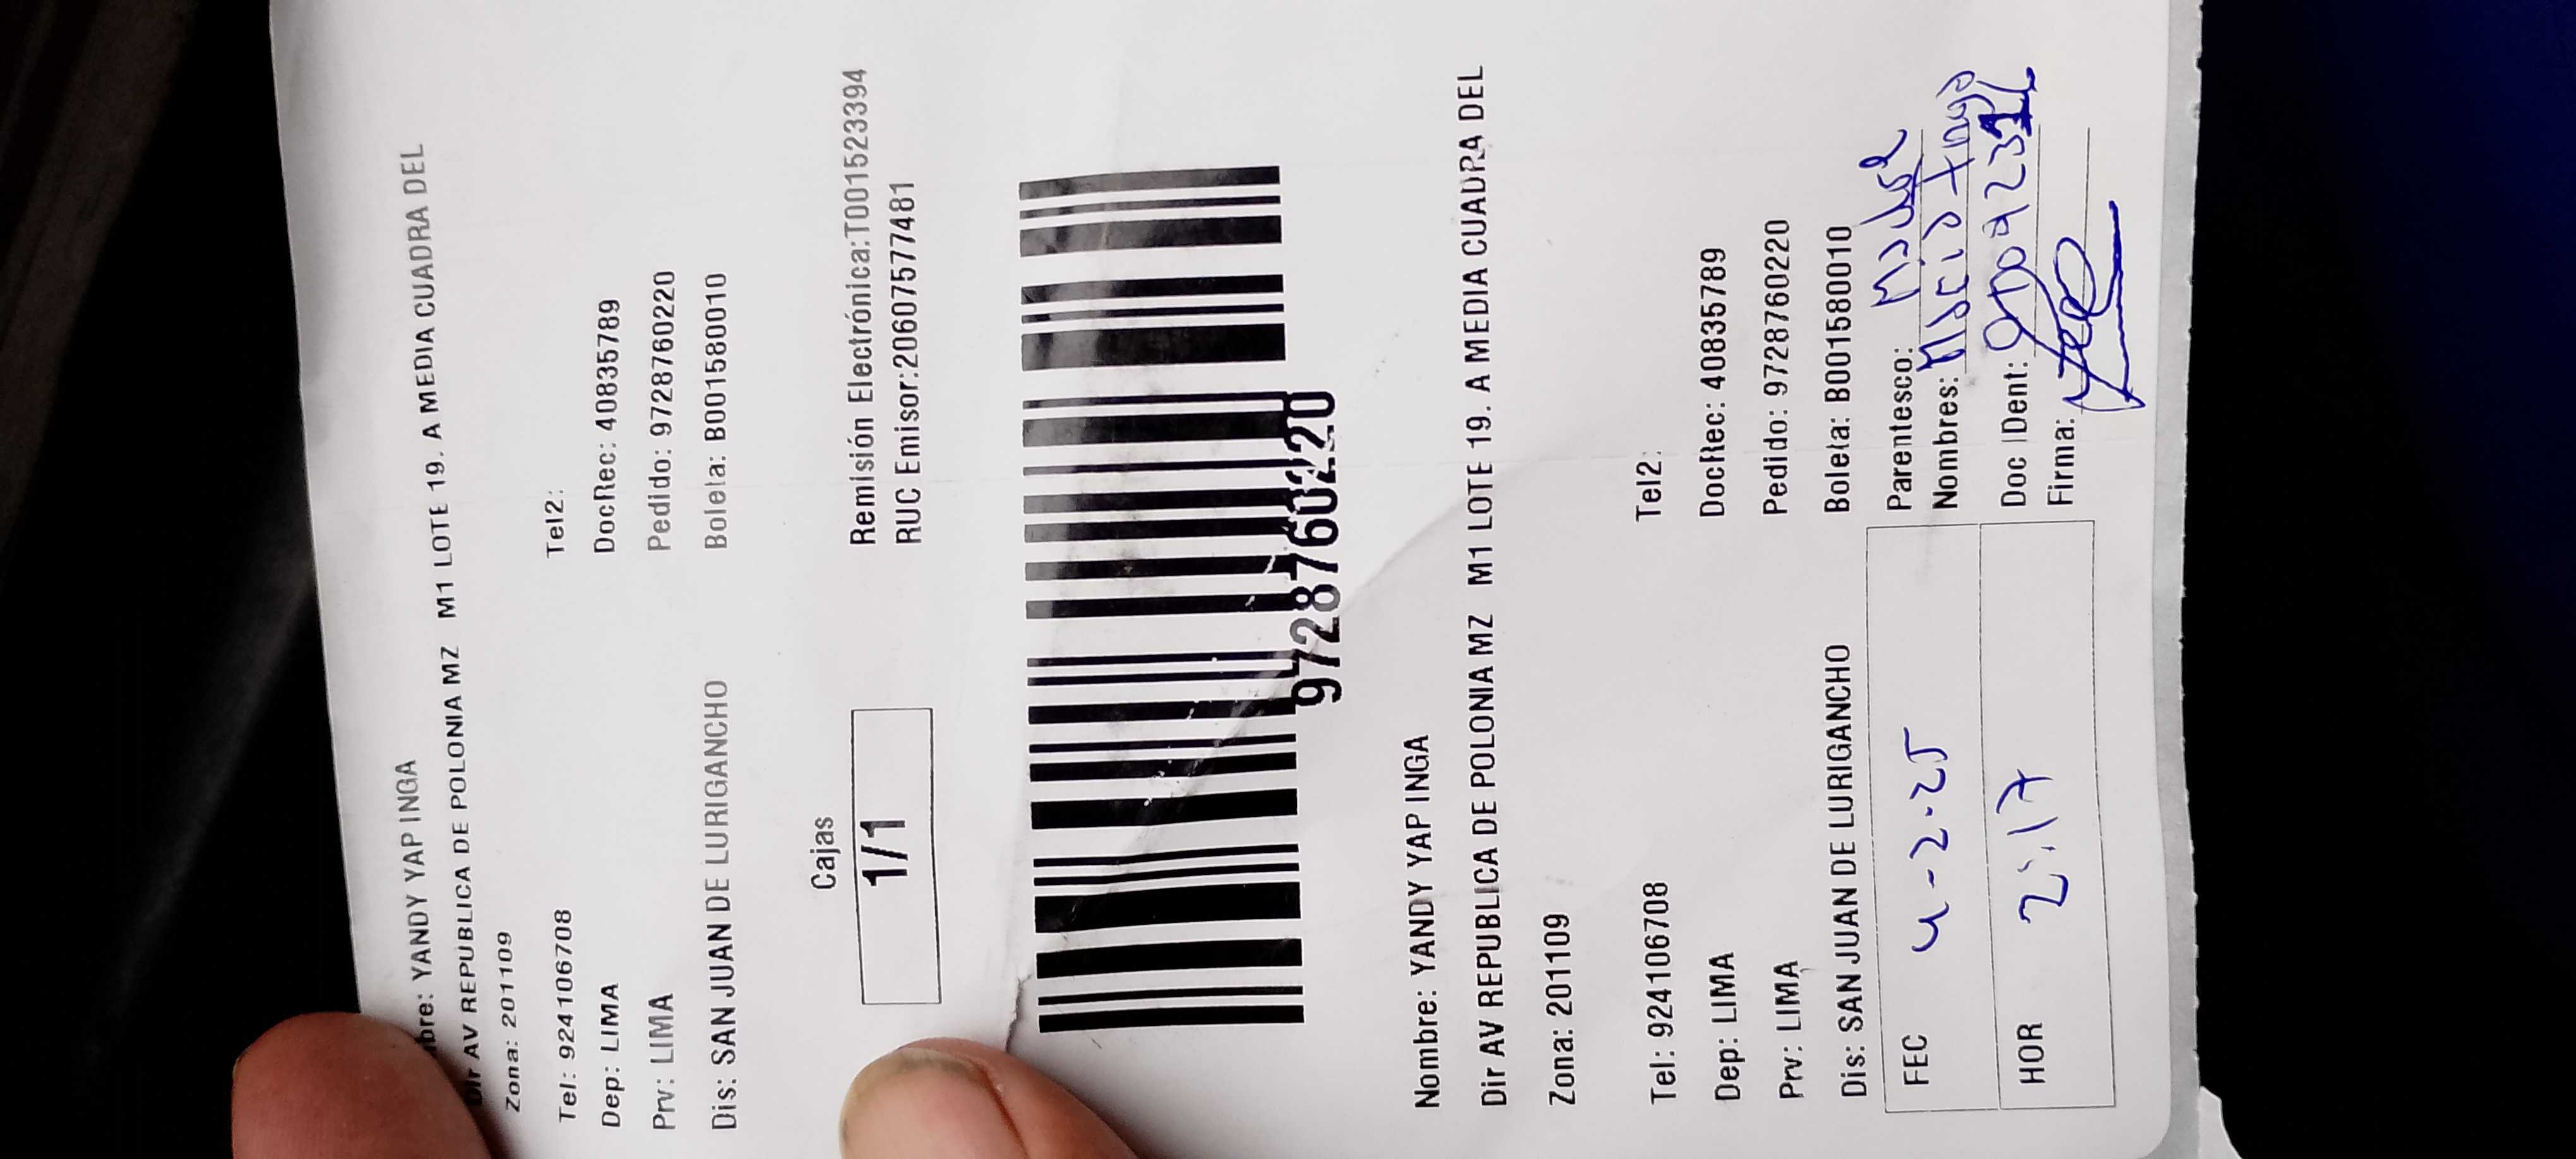 bre: YANDY YAP INGA
Dir AV REPUBLICA DE POLONIA MZ M1 LOTE 19. A MEDIA CUADRA DEL
Zona: 201109
Tel: 924106708 Tel2:
Dep: LIMA DocRec: 40835789
Prv: LIMA Pedido: 97287760220
Dis: SAN JUAN DE LURIGANCHO Boleta: B001580010
Cajas
1/1
Remisión Electrónica:T001523394
RUC Emisor:20607577481
97287760220
Nombre: YANDY YAP INGA
Dir AV REPUBLICA DE POLONIA MZ M1 LOTE 19. A MEDIA CUADRA DEL
Zona: 201109
Tel: 924106708 Tel2:
Dep: LIMA DocRec: 40835789
Prv: LIMA Pedido: 97287760220
Dis: SAN JUAN DE LURIGANCHO Boleta: B001580010
FEC 4-2-25
HOR 2:17
Parentesco:
Nombres:
Doc IDent:
Firma: